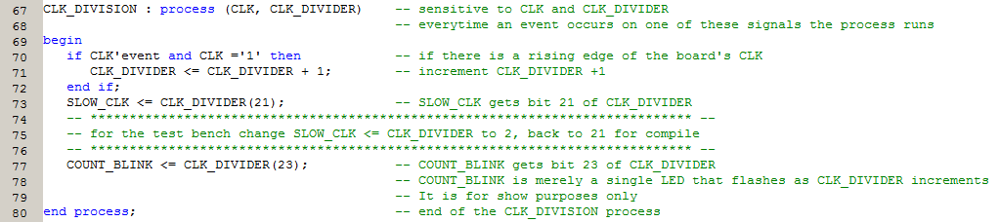 67 CLK_DIVISION : process (CLK, CLK_DIVIDER) -- sensitive to CLK and CLK_DIVIDER
68 -- everytime an event occurs on one of these signals the process runs
69 begin
70 if CLK'event and CLK ='1' then -- if there is a rising edge of the board's CLK
71 CLK_DIVIDER <= CLK_DIVIDER + 1; -- increment CLK_DIVIDER +1
72 end if;
73 SLOW_CLK <= CLK_DIVIDER(21); -- SLOW_CLK gets bit 21 of CLK_DIVIDER
74 -- ***************************************************************************** --
75 -- for the test bench change SLOW_CLK <= CLK_DIVIDER to 2, back to 21 for compile
76 -- ***************************************************************************** --
77 COUNT_BLINK <= CLK_DIVIDER(23); -- COUNT_BLINK gets bit 23 of CLK_DIVIDER
78 -- COUNT_BLINK is merely a single LED that flashes as CLK_DIVIDER increments
79 -- It is for show purposes only
80 end process; -- end of the CLK_DIVISION process